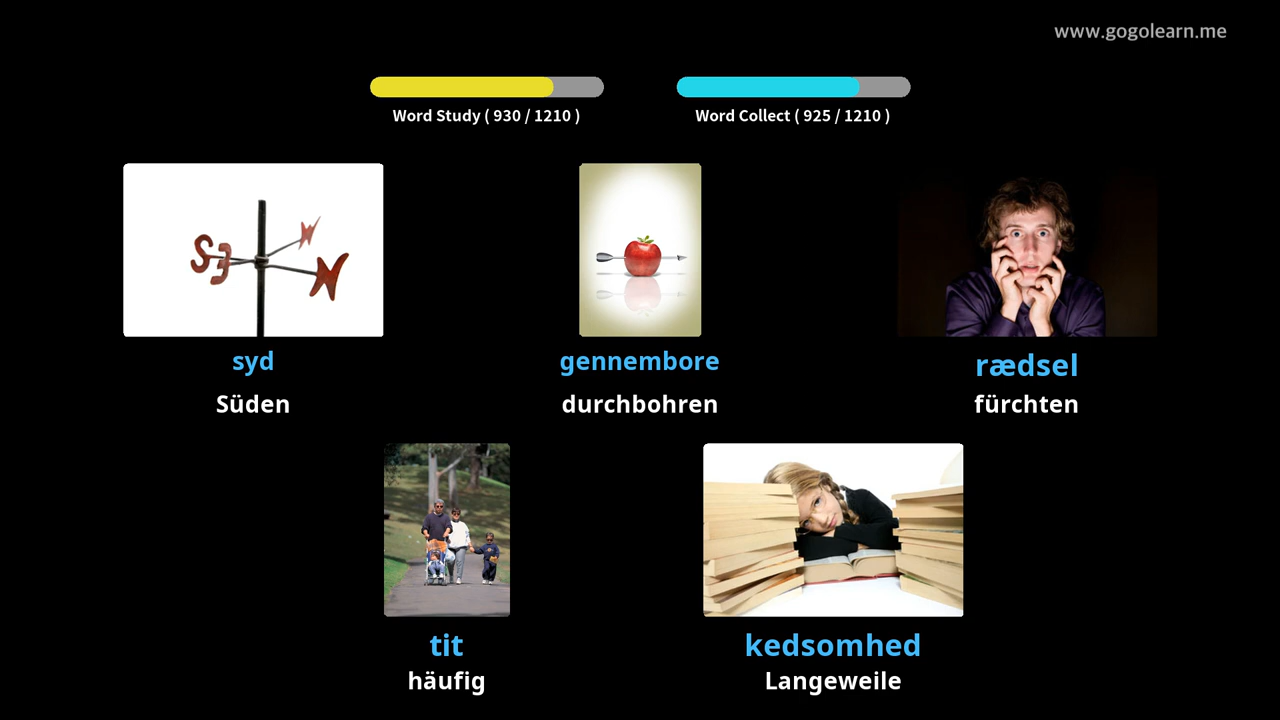 www.gogolearn.me
Word Study ( 930 / 1210 )
Word Collect ( 925 / 1210 )
S E N
syd
gennembore
rædsel
Süden
durchbohren
fürchten
tit
kedsomhed
häufig
Langeweile